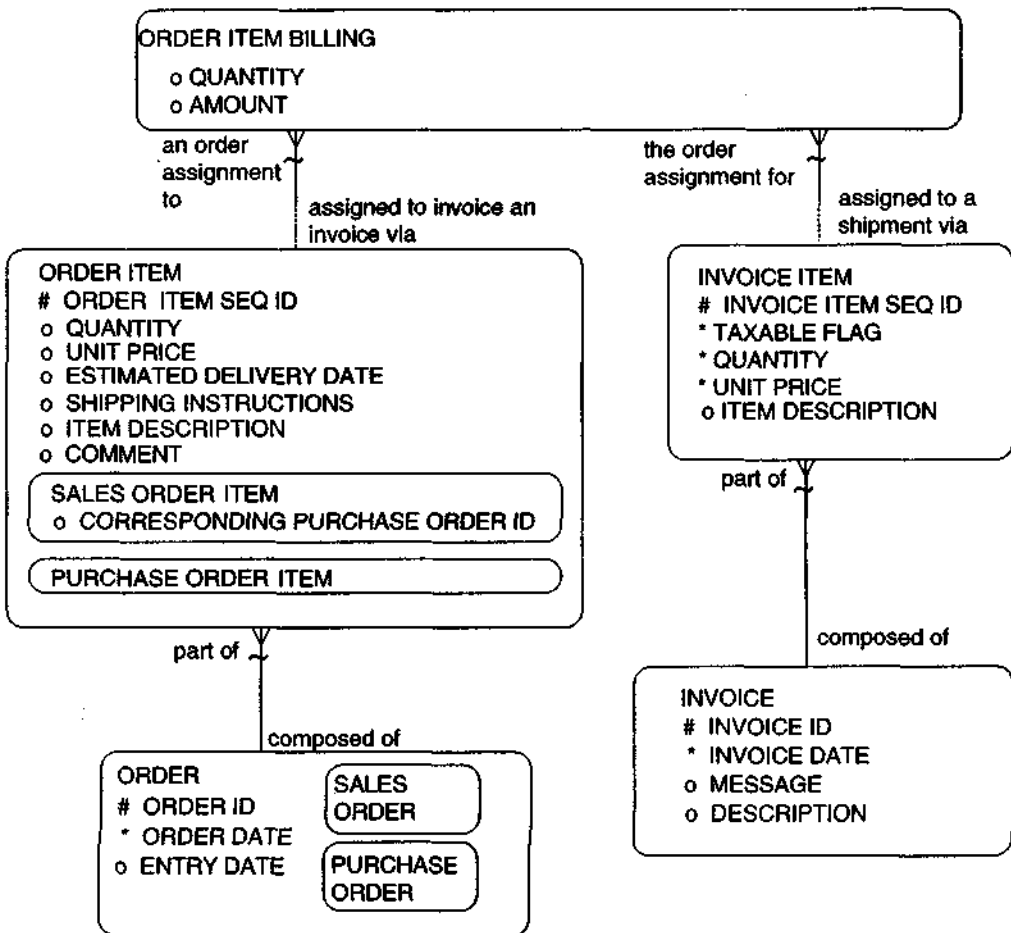 ORDER ITEM BILLING
o QUANTITY
o AMOUNT
an order
assignment
to
the order
assignment for
assigned to invoice an
invoice via
assigned to a
shipment via
ORDER ITEM
# ORDER ITEM SEQ ID
o QUANTITY
o UNIT PRICE
o ESTIMATED DELIVERY DATE
o SHIPPING INSTRUCTIONS
o ITEM DESCRIPTION
o COMMENT
SALES ORDER ITEM
o CORRESPONDING PURCHASE ORDER ID
PURCHASE ORDER ITEM
INVOICE ITEM
# INVOICE ITEM SEQ ID
* TAXABLE FLAG
* QUANTITY
* UNIT PRICE
o ITEM DESCRIPTION
part of
composed of
part of
composed of
ORDER
# ORDER ID
* ORDER DATE
o ENTRY DATE
SALES
ORDER
PURCHASE
ORDER
INVOICE
# INVOICE ID
* INVOICE DATE
o MESSAGE
o DESCRIPTION